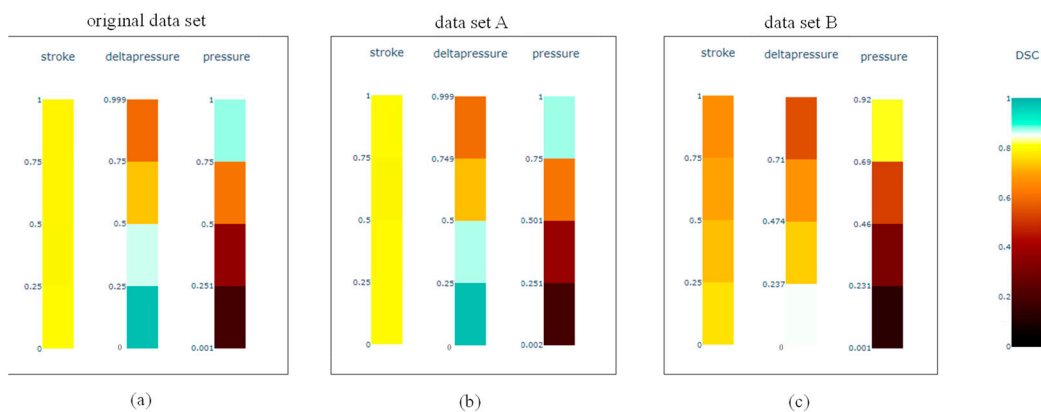 original data set
data set A
data set B
stroke deltapressure pressure
stroke deltapressure pressure
stroke deltapressure pressure
DSC
1 0.999 1
0.75 0.75 0.75
0.5 0.5 0.5
0.25 0.25 0.251
0 0 0.001
1 0.999 1
0.75 0.749 0.75
0.5 0.5 0.501
0.25 0.25 0.251
0 0 0.002
1 0.92
0.75 0.71 0.69
0.5 0.474 0.46
0.25 0.237 0.231
0 0 0.001
1
0.8
0.6
0.4
0.2
0
(a)
(b)
(c)